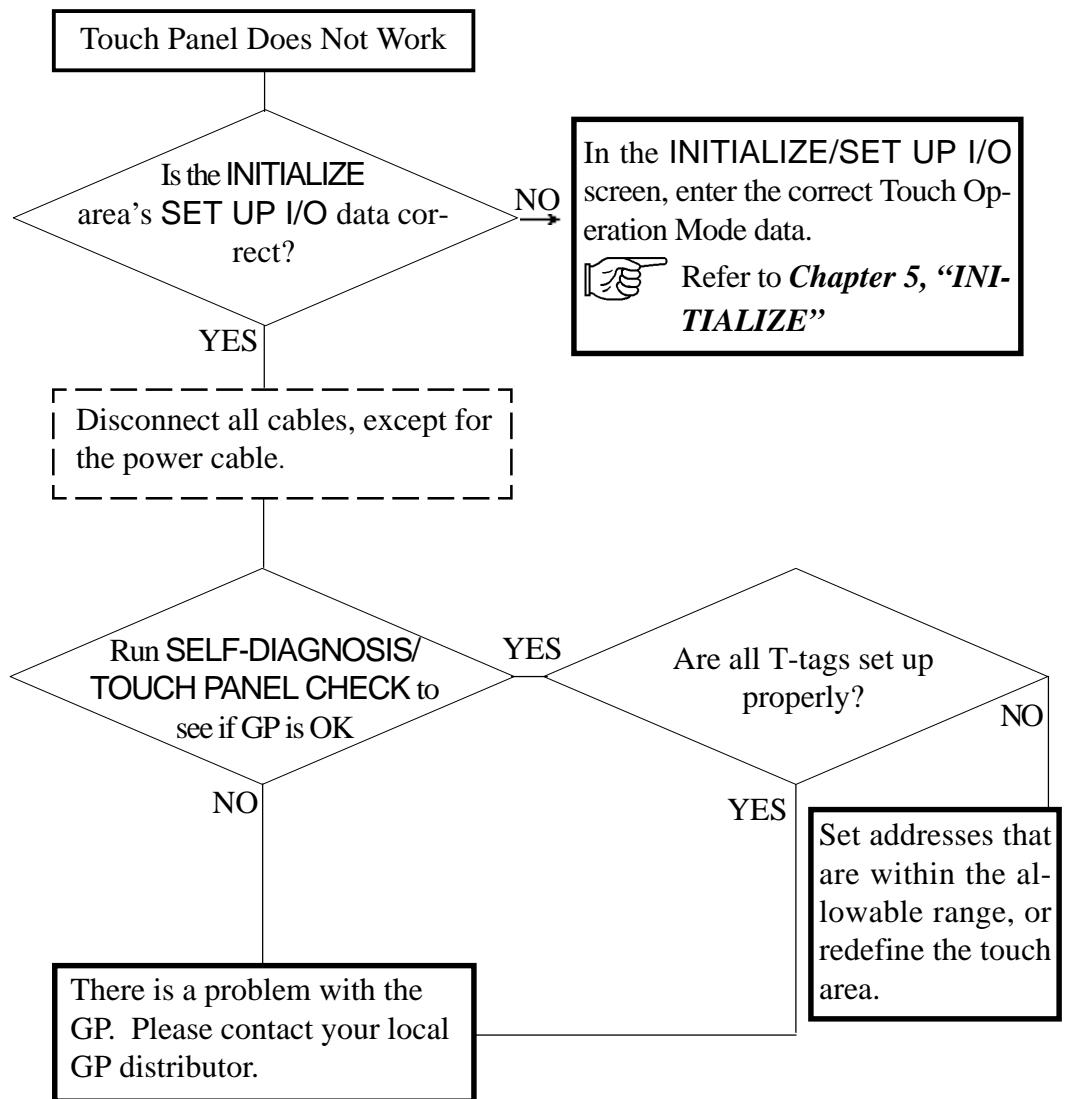 Touch Panel Does Not Work
Is the INITIALIZE
area's SET UP I/O data cor-
rect?
NO
In the INITIALIZE/SET UP I/O
screen, enter the correct Touch Op-
eration Mode data.
Refer to Chapter 5, “INI-
TIALIZE”
YES
Disconnect all cables, except for
the power cable.
Run SELF-DIAGNOSIS/
TOUCH PANEL CHECK to
see if GP is OK
YES
Are all T-tags set up
properly?
NO
NO
YES
Set addresses that
are within the al-
lowable range, or
redefine the touch
area.
There is a problem with the
GP. Please contact your local
GP distributor.